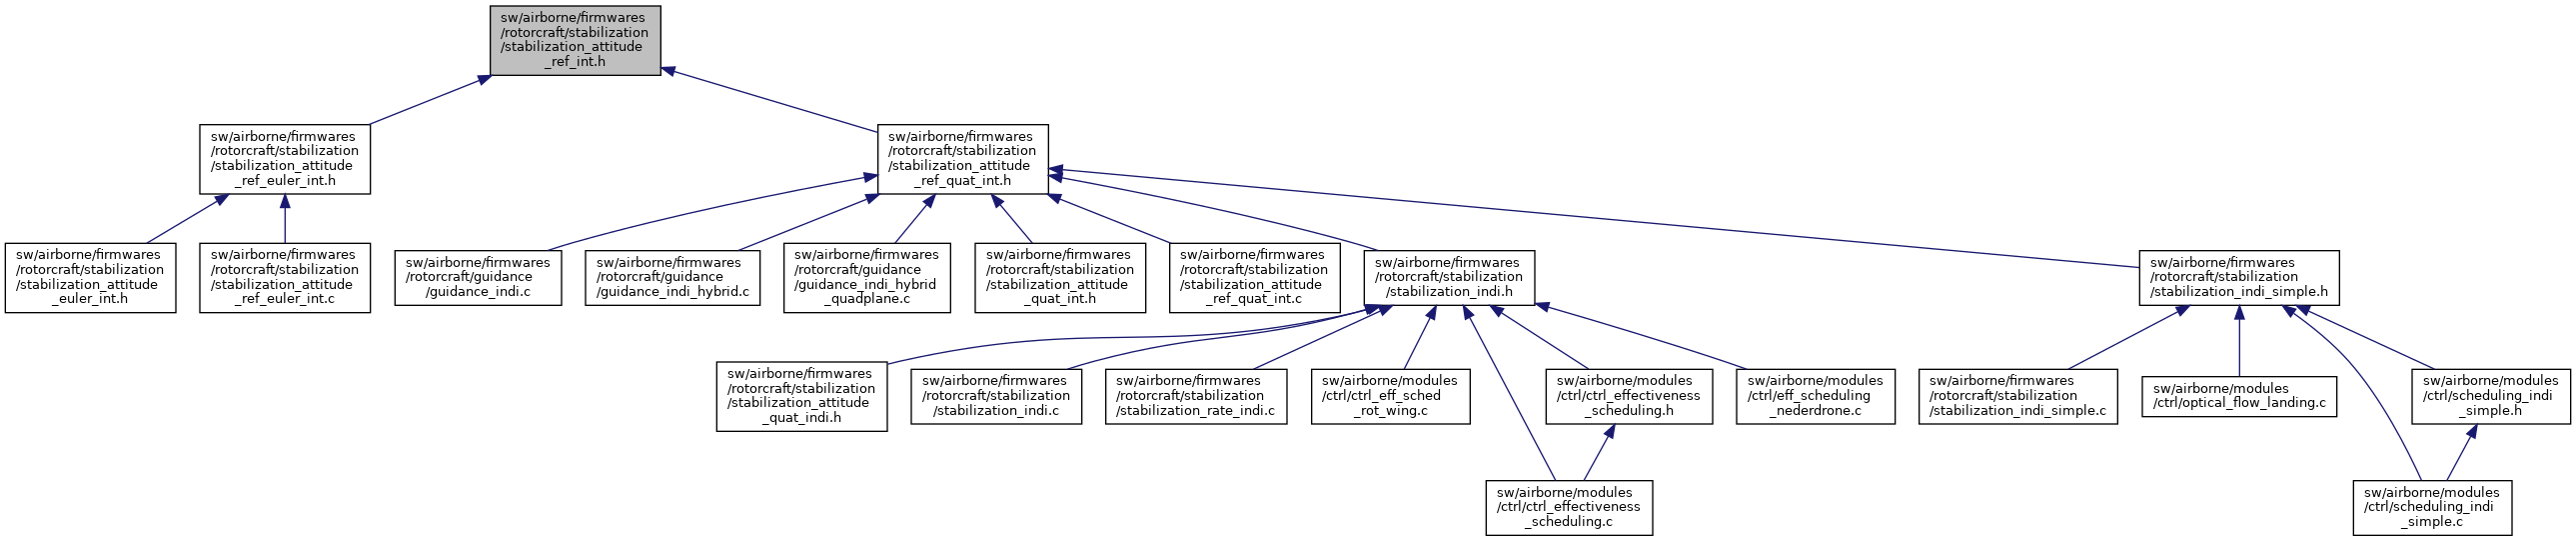 sw/airborne/firmwares
/rotorcraft/stabilization
/stabilization_attitude
_ref_int.h
sw/airborne/firmwares
/rotorcraft/stabilization
/stabilization_attitude
_ref_euler_int.h
sw/airborne/firmwares
/rotorcraft/stabilization
/stabilization_attitude
_ref_quat_int.h
sw/airborne/firmwares
/rotorcraft/stabilization
/stabilization_attitude
_euler_int.h
sw/airborne/firmwares
/rotorcraft/stabilization
/stabilization_attitude
_ref_euler_int.c
sw/airborne/firmwares
/rotorcraft/guidance
/guidance_indi.c
sw/airborne/firmwares
/rotorcraft/guidance
/guidance_indi_hybrid.c
sw/airborne/firmwares
/rotorcraft/guidance
/guidance_indi_hybrid
_quadplane.c
sw/airborne/firmwares
/rotorcraft/stabilization
/stabilization_attitude
_quat_int.h
sw/airborne/firmwares
/rotorcraft/stabilization
/stabilization_attitude
_ref_quat_int.c
sw/airborne/firmwares
/rotorcraft/stabilization
/stabilization_indi.h
sw/airborne/firmwares
/rotorcraft/stabilization
/stabilization_indi_simple.h
sw/airborne/firmwares
/rotorcraft/stabilization
/stabilization_attitude
_quat_indi.h
sw/airborne/firmwares
/rotorcraft/stabilization
/stabilization_indi.c
sw/airborne/firmwares
/rotorcraft/stabilization
/stabilization_rate_indi.c
sw/airborne/modules
/ctrl/ctrl_eff_sched
_rot_wing.c
sw/airborne/modules
/ctrl/ctrl_effectiveness
_scheduling.h
sw/airborne/modules
/ctrl/eff_scheduling
_nederdrone.c
sw/airborne/firmwares
/rotorcraft/stabilization
/stabilization_indi_simple.c
sw/airborne/modules
/ctrl/optical_flow_landing.c
sw/airborne/modules
/ctrl/scheduling_indi
_simple.h
sw/airborne/modules
/ctrl/ctrl_effectiveness
_scheduling.c
sw/airborne/modules
/ctrl/scheduling_indi
_simple.c